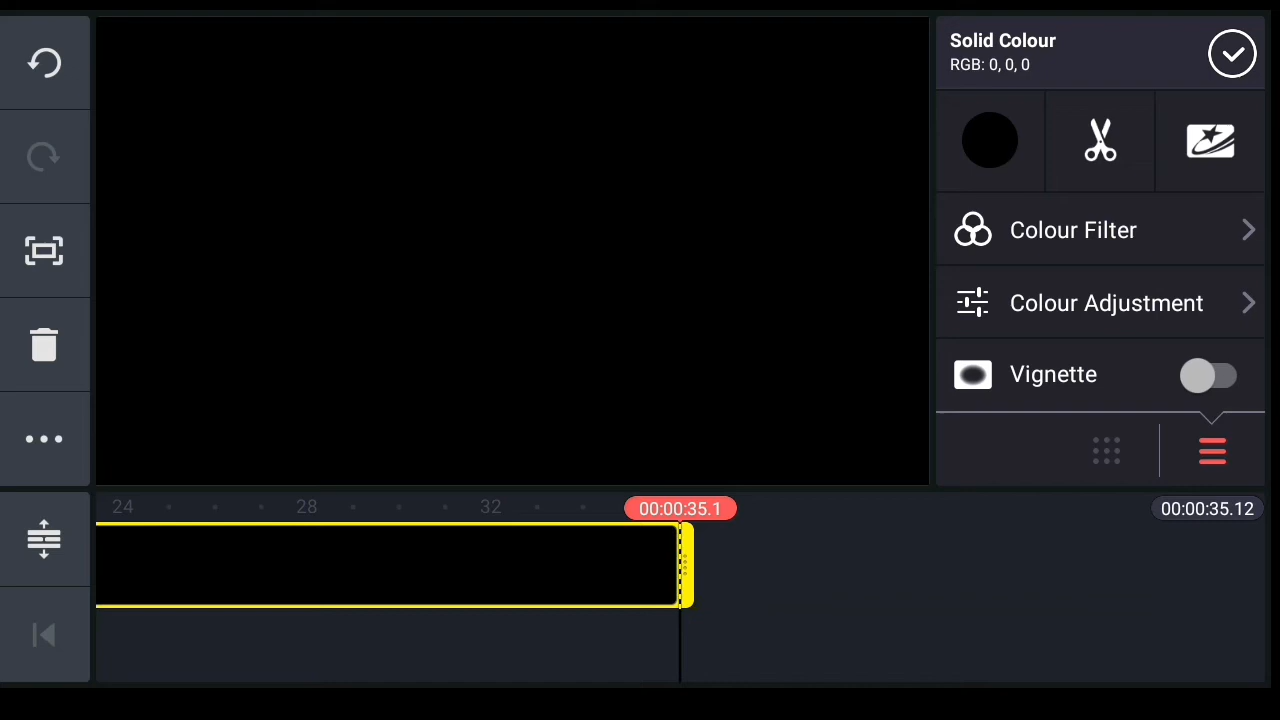 Solid Colour
RGB: 0, 0, 0
Colour Filter
Colour Adjustment
Vignette
24
28
32
00:00:35.1
00:00:35.12